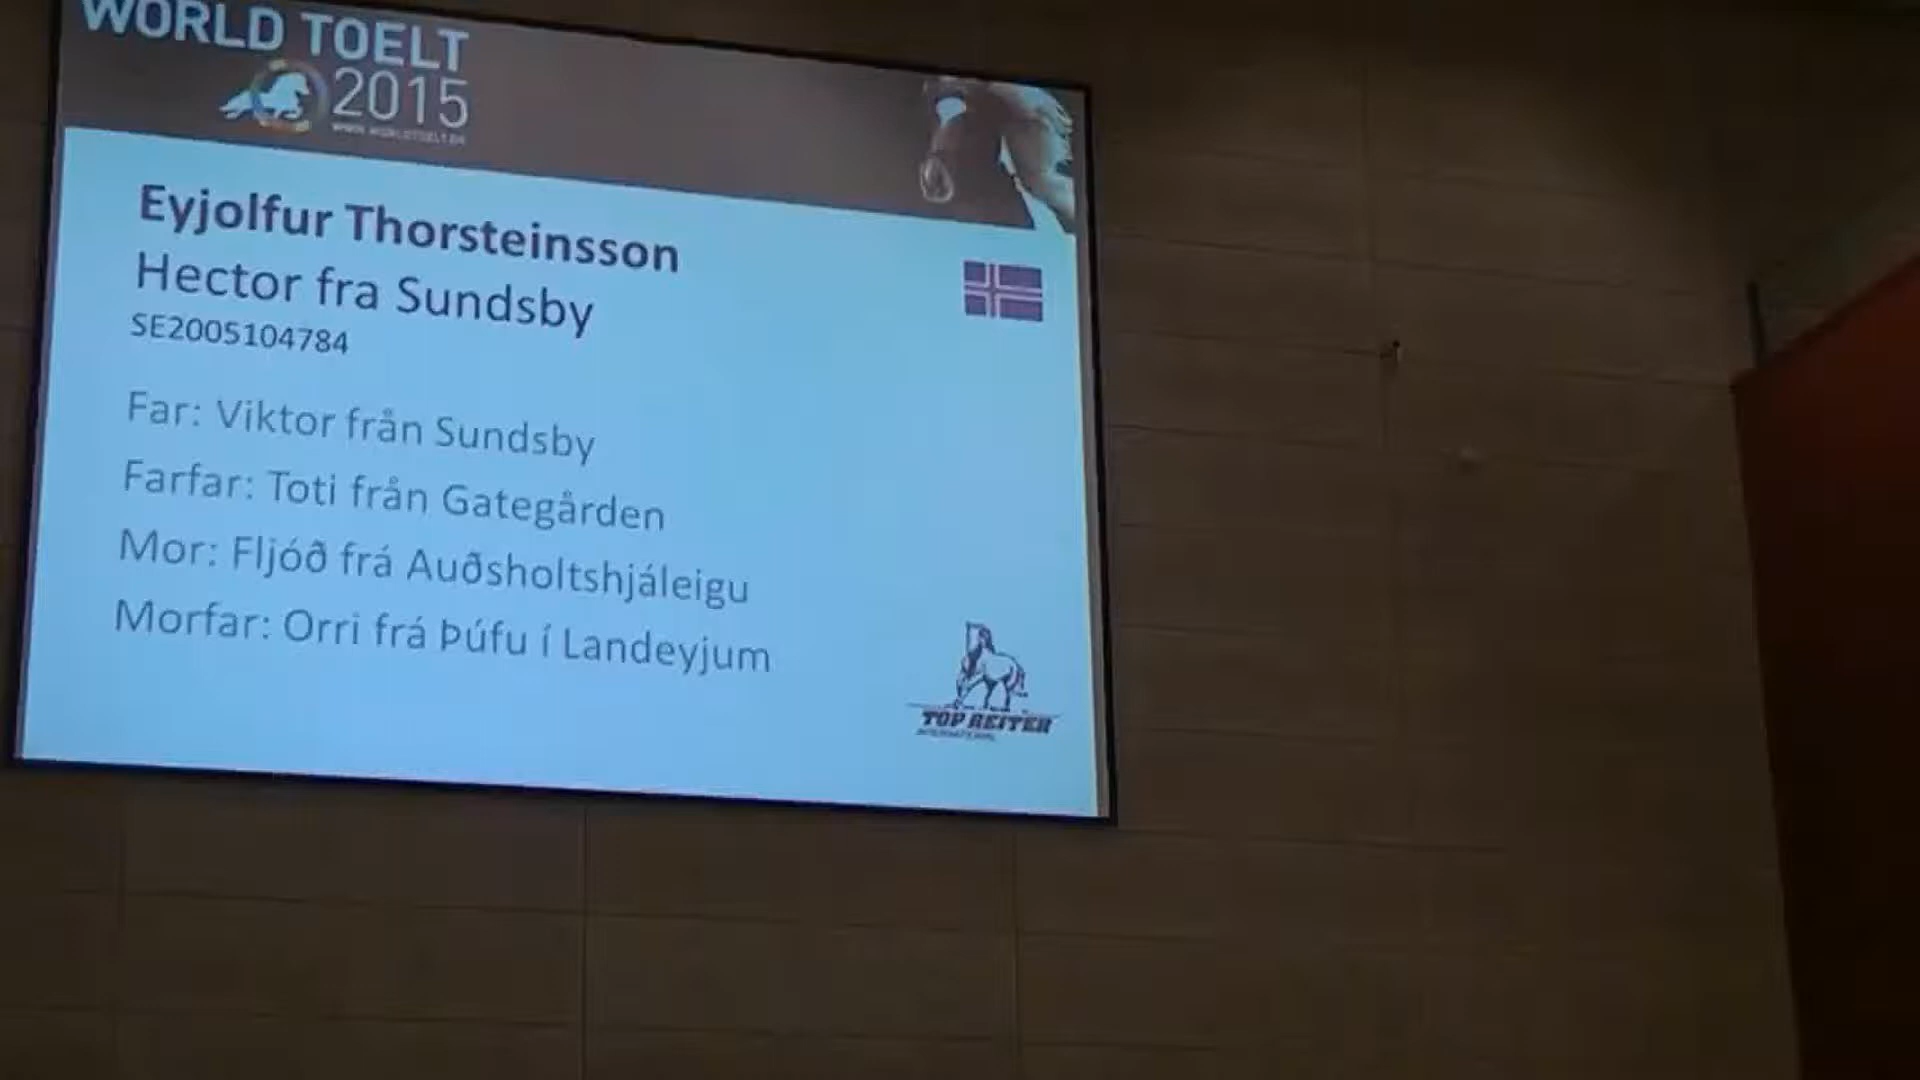 WORLD TOELT
2015
Eyjolfur Thorsteinsson
Hector fra Sundsby
SE2005104784
Far: Viktor från Sundsby
Farfar: Toti från Gategården
Mor: Fljóð frá Auðsholtshjáleigu
Morfar: Orri frá Þúfu í Landeyjum
TOP REITER
INTERNATIONAL